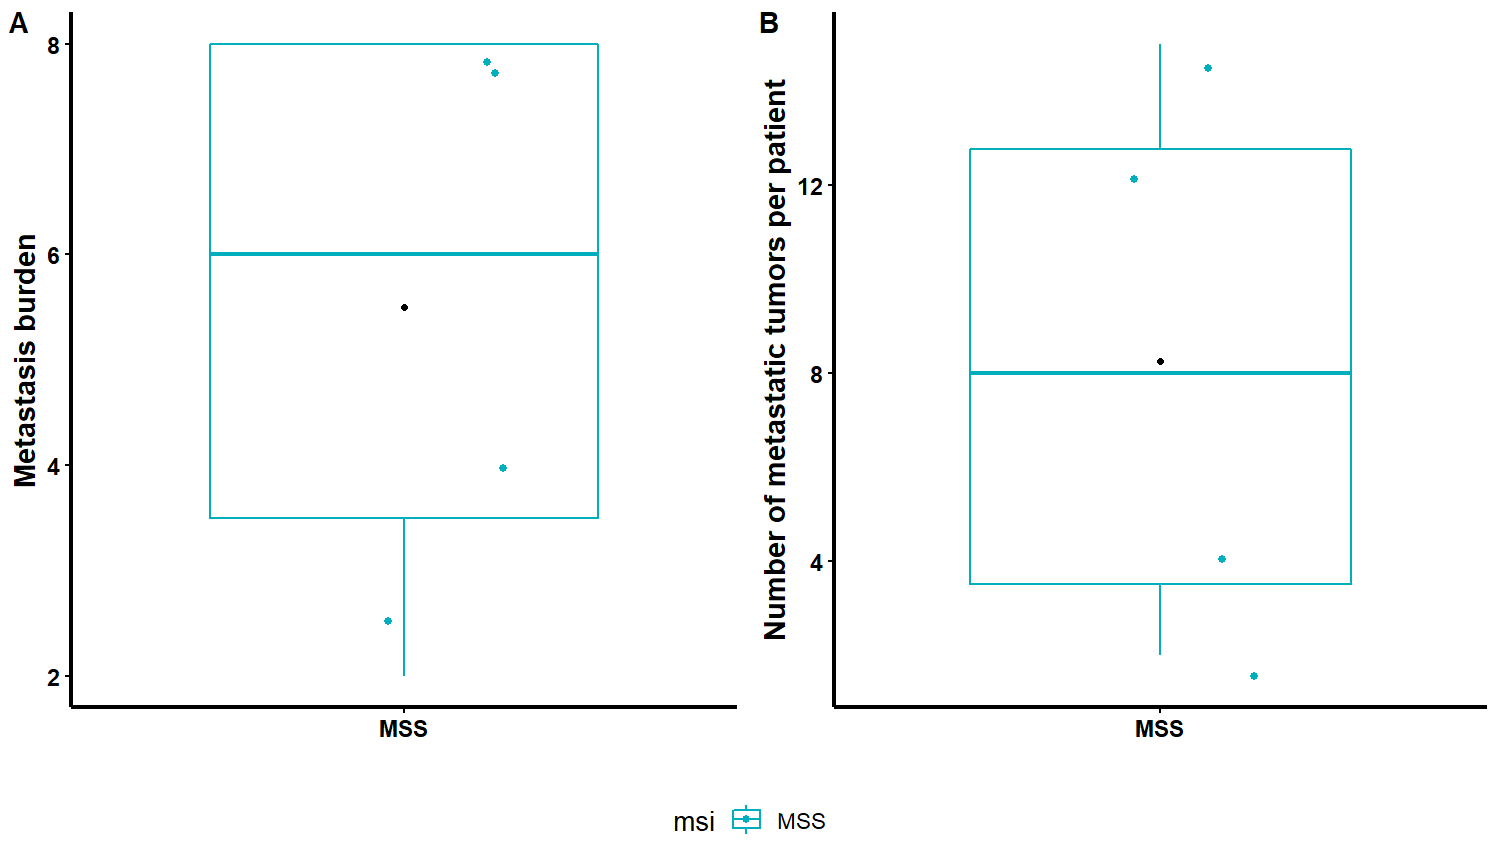 A
Metastasis burden
8
6
4
2
MSS
B
Number of metastatic tumors per patient
12
8
4
MSS
msi MSS